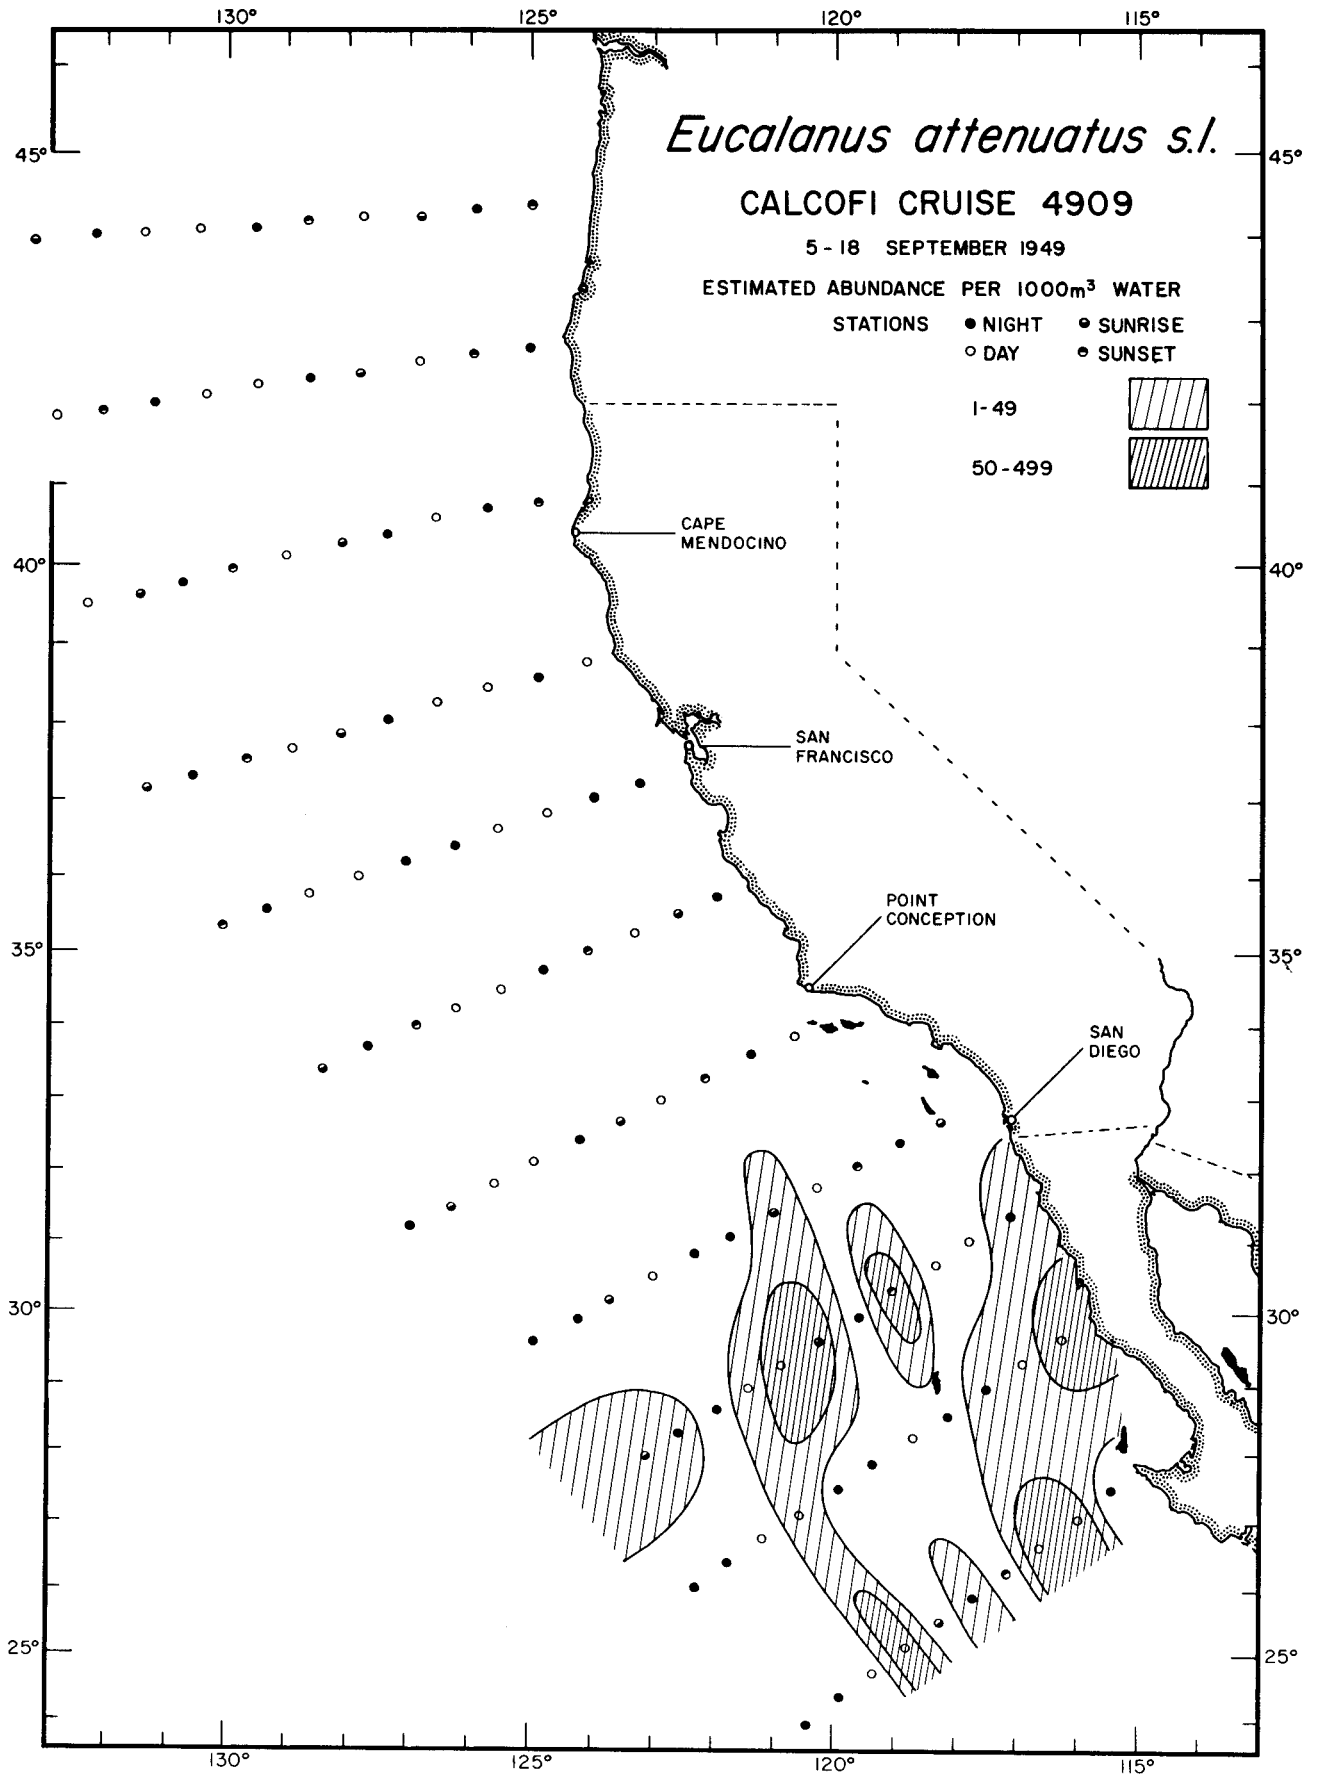 130° 125° 120° 115°
Eucalanus attenuatus s.l.
CALCOFI CRUISE 4909
5-18 SEPTEMBER 1949
ESTIMATED ABUNDANCE PER 1000m³ WATER
STATIONS ● NIGHT ◒ SUNRISE
○ DAY ◓ SUNSET
1-49
50-499
45° 45°
CAPE
MENDOCINO
40° 40°
SAN
FRANCISCO
POINT
CONCEPTION
35° 35°
SAN
DIEGO
30° 30°
25° 25°
130° 125° 120° 115°